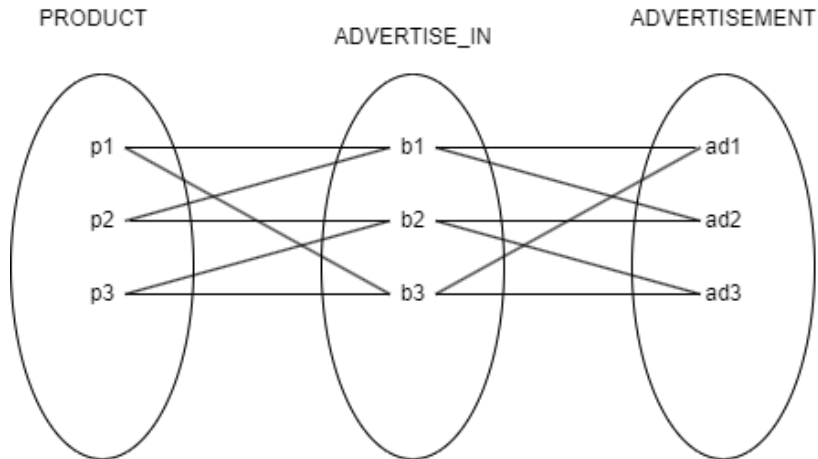 PRODUCT
ADVERTISE_IN
ADVERTISEMENT
p1 b1 ad1
p2 b2 ad2
p3 b3 ad3